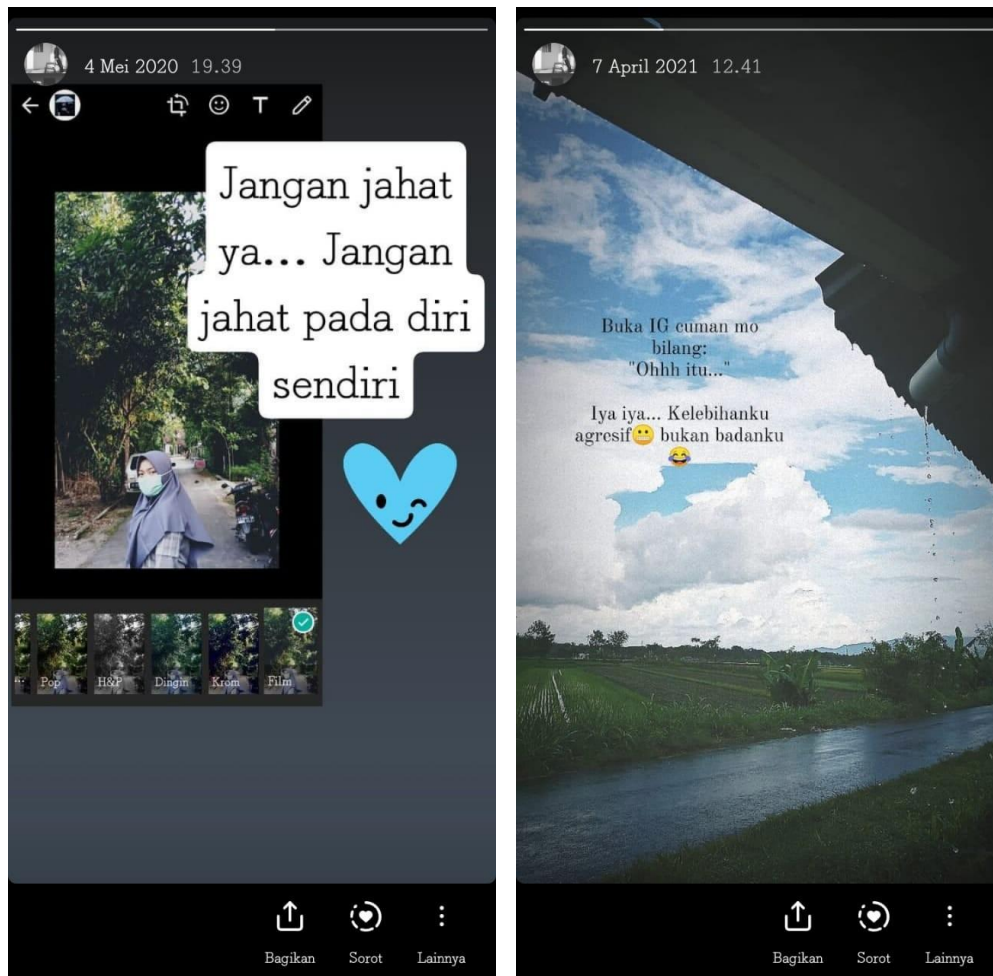 4 Mei 2020 19.39
T
Jangan jahat
ya... Jangan
jahat pada diri
sendiri
Pop
H&P
Dingin
Krom
Film
Bagikan
Sorot
Lainnya
7 April 2021 12.41
Buka IG cuman mo
bilang:
"Ohhh itu..."
Iya iya... Kelebihanku
agresif😬 bukan badanku
😂
Bagikan
Sorot
Lainnya